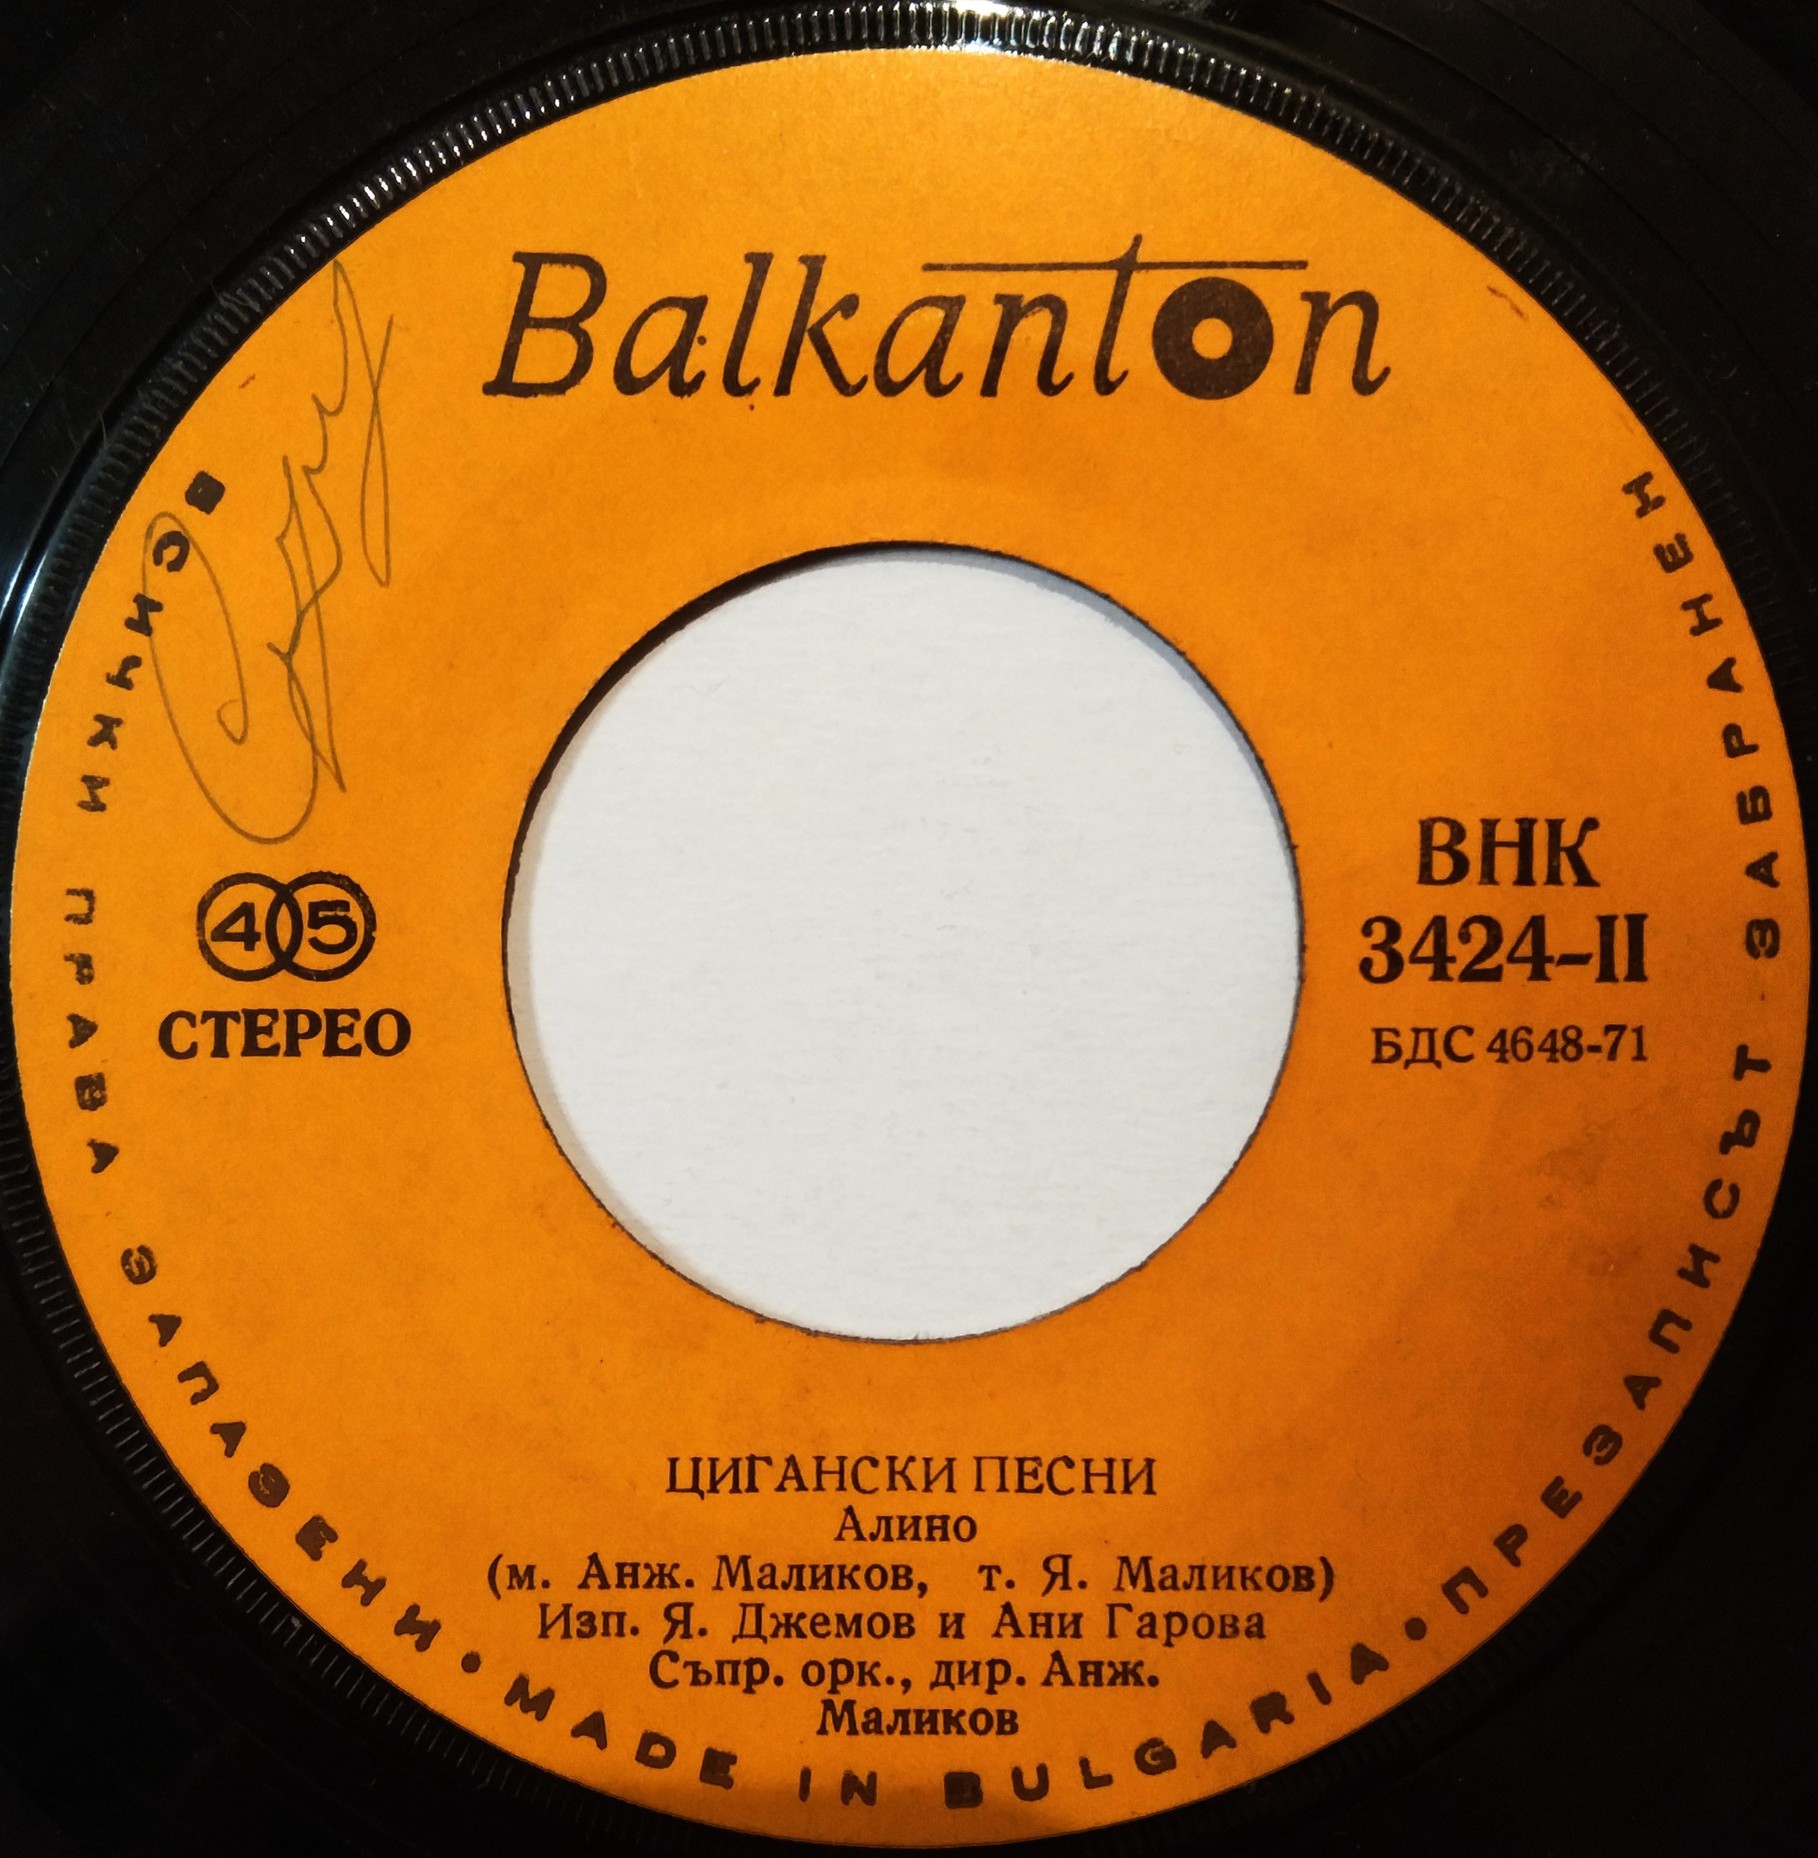 Balkanton
45
СТЕРЕО
ВНК
3424-II
БДС 4648-71
ЦИГАНСКИ ПЕСНИ
Алино
(м. Анж. Маликов, т. Я. Маликов)
Изп. Я. Джемов и Ани Гарова
Съпр. орк., дир. Анж.
Маликов
ВСИЧКИ ПРАВА ЗАПАЗЕНИ • MADE IN BULGARIA • ПРЕЗАПИСЪТ ЗАБРАНЕН